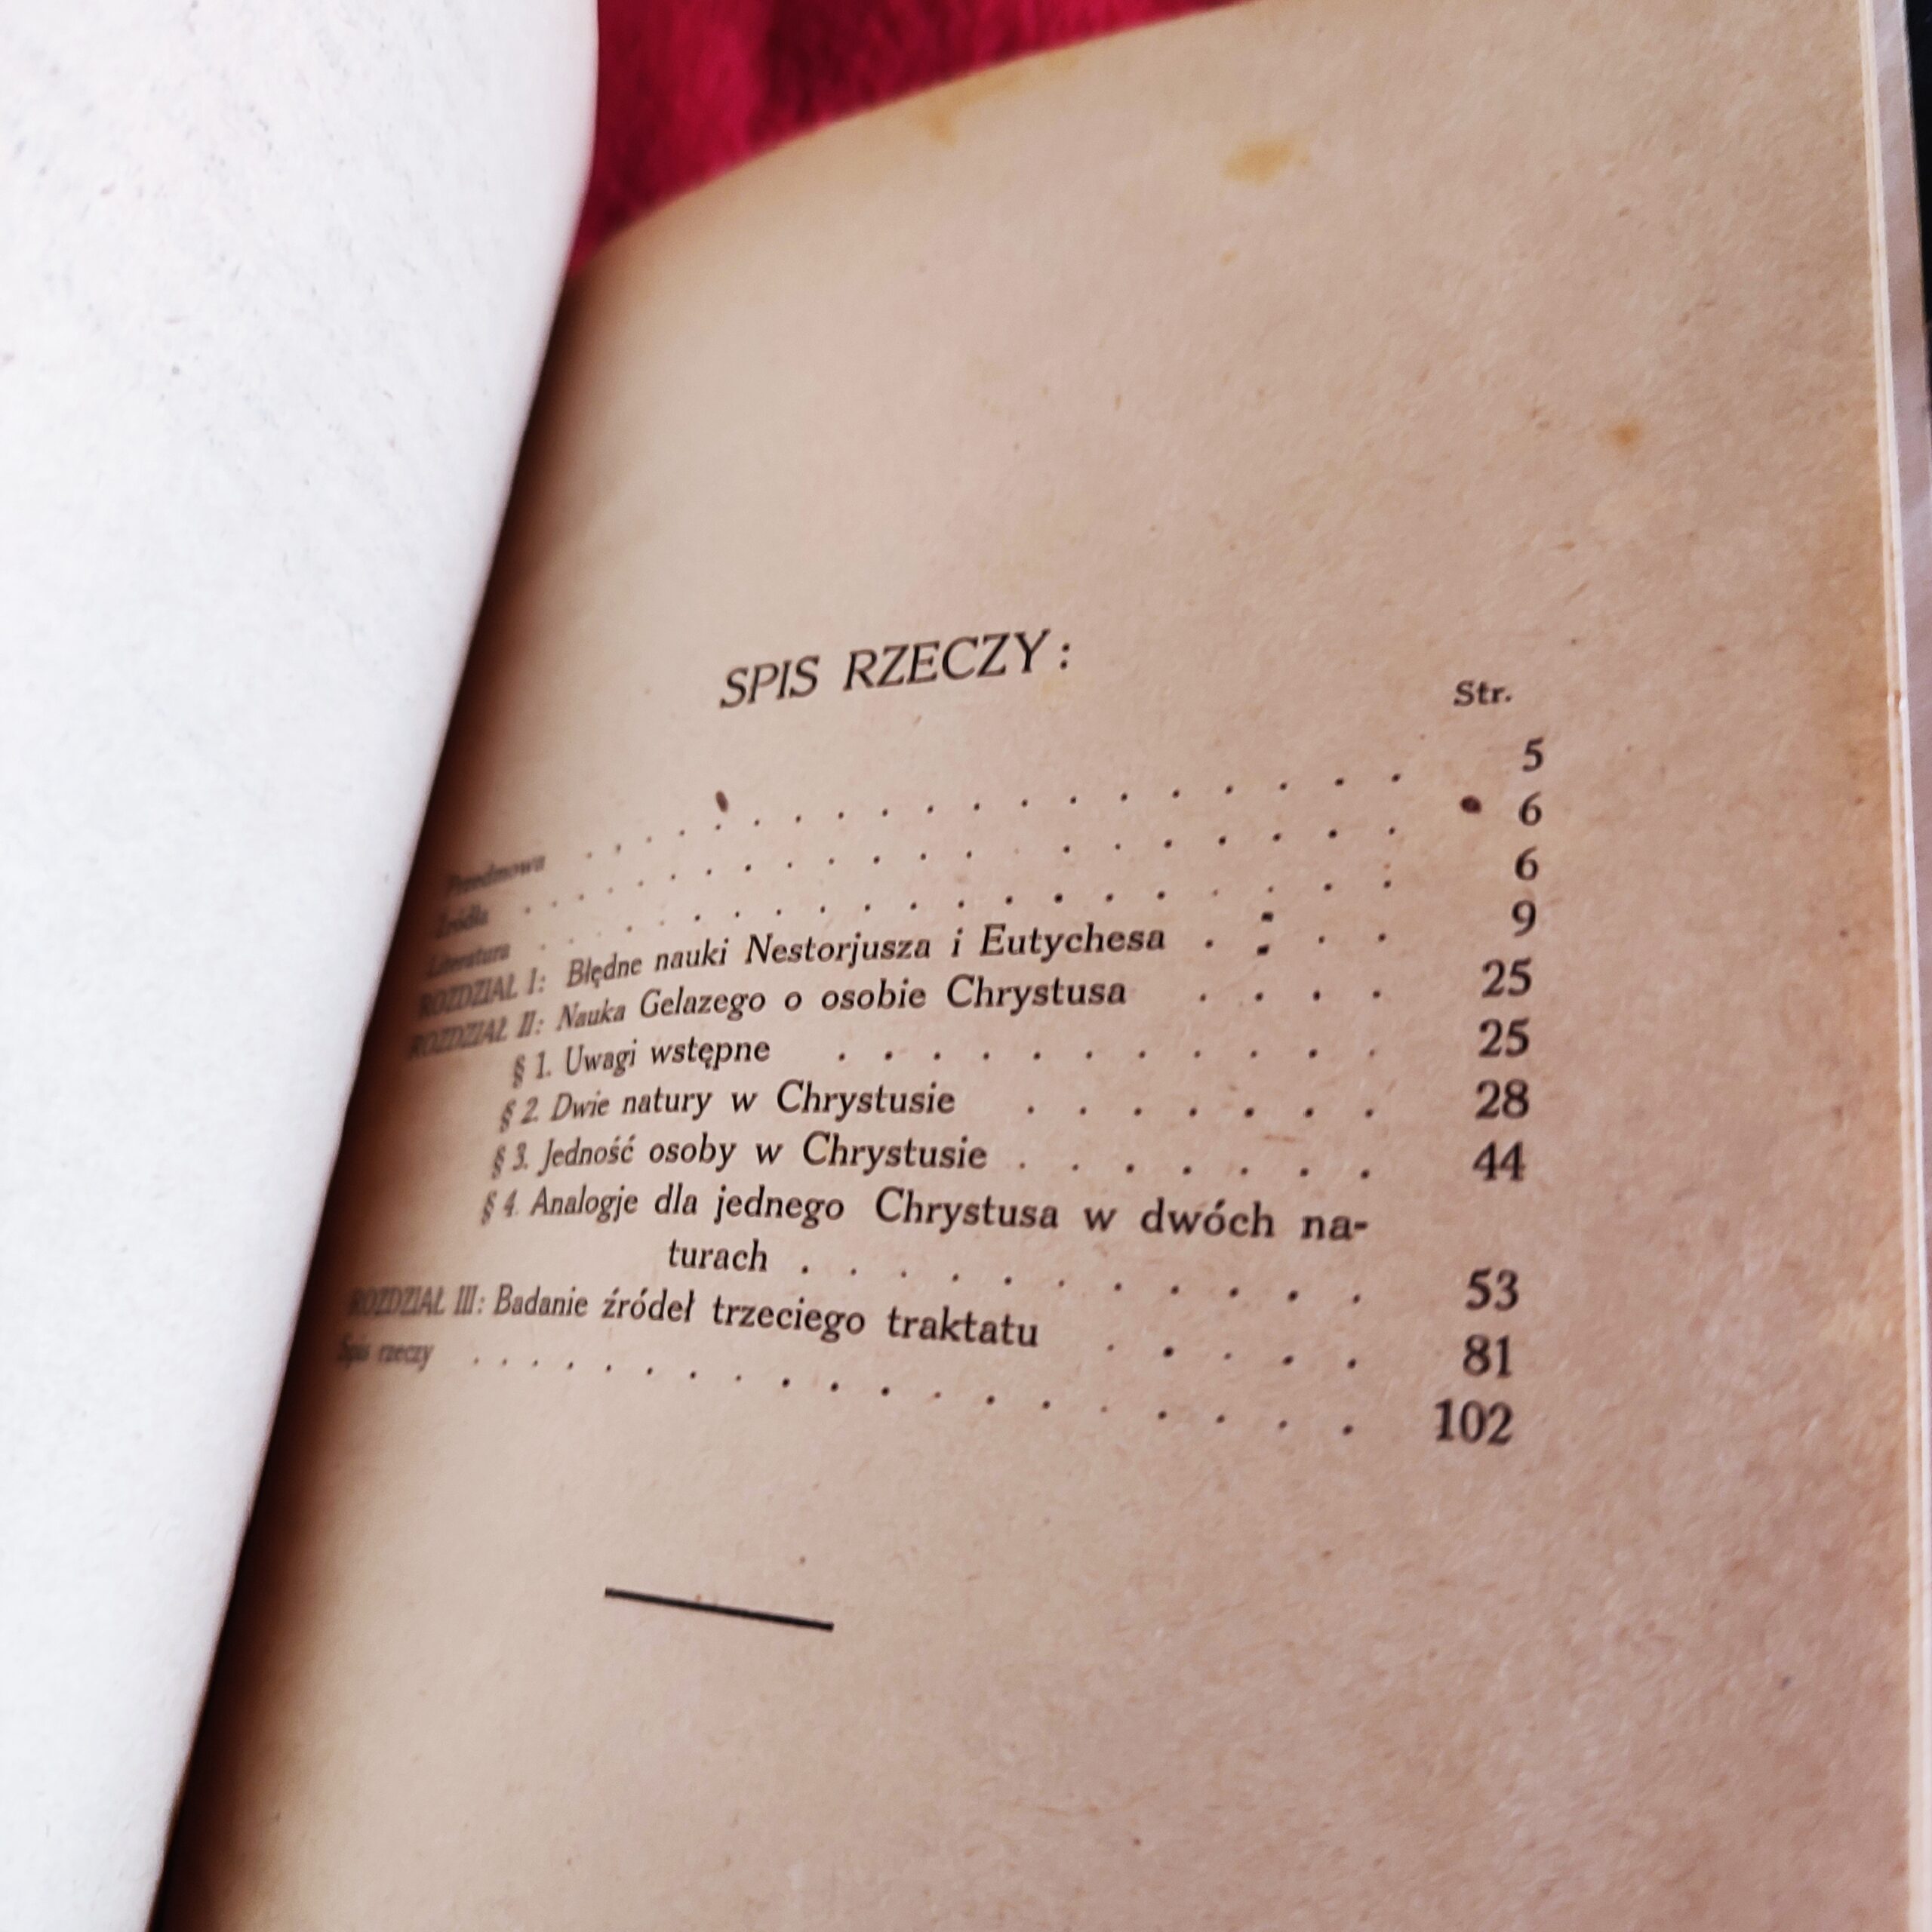 SPIS RZECZY:
Str.
Przedmowa . . . . . . . . . . . . . . . . 5
Źródła . . . . . . . . . . . . . . . . 6
Literatura . . . . . . . . . . . . . . . . 6
ROZDZIAŁ I: Błędne nauki Nestorjusza i Eutychesa . . . . 9
ROZDZIAŁ II: Nauka Gelazego o osobie Chrystusa . . . . 25
§ 1. Uwagi wstępne . . . . . . . . . . . 25
§ 2. Dwie natury w Chrystusie . . . . . . . 28
§ 3. Jedność osoby w Chrystusie . . . . . . . 44
§ 4. Analogje dla jednego Chrystusa w dwóch na-
turach . . . . . . . . . . . 53
ROZDZIAŁ III: Badanie źródeł trzeciego traktatu . . . . . 81
Spis rzeczy . . . . . . . . . . . . . . . . . . 102